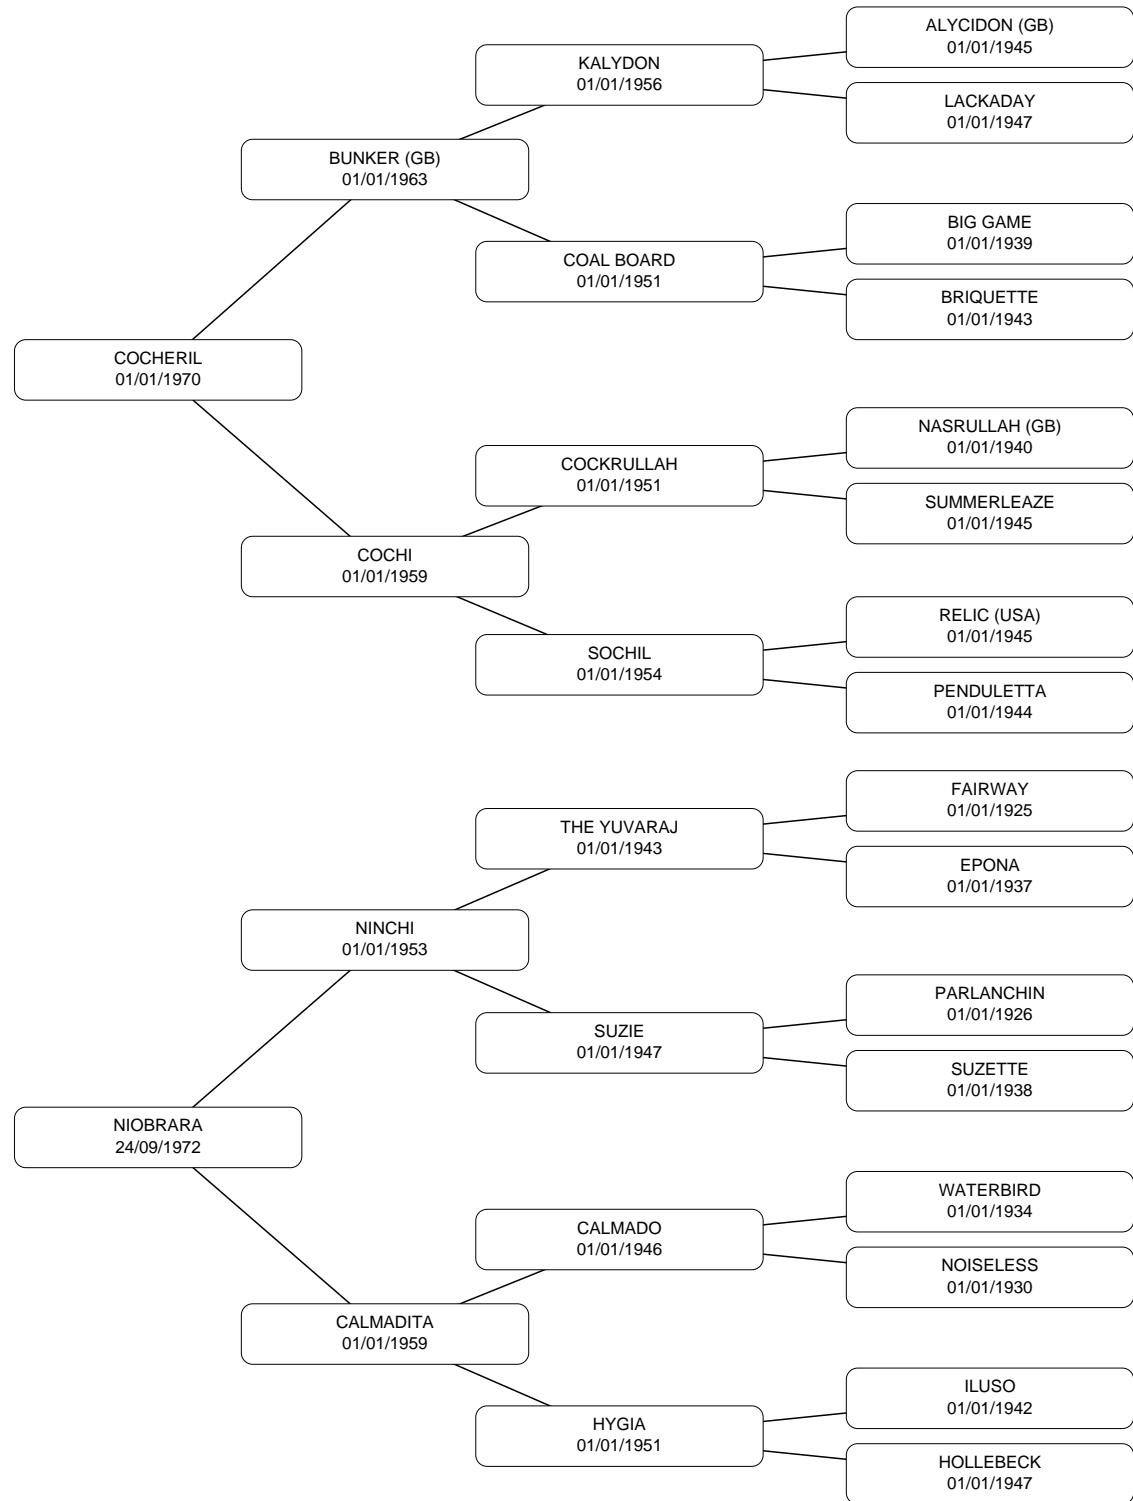 ALYCIDON (GB)
01/01/1945
KALYDON
01/01/1956
LACKADAY
01/01/1947
BUNKER (GB)
01/01/1963
BIG GAME
01/01/1939
COAL BOARD
01/01/1951
BRIQUETTE
01/01/1943
COCHERIL
01/01/1970
NASRULLAH (GB)
01/01/1940
COCKRULLAH
01/01/1951
SUMMERLEAZE
01/01/1945
COCHI
01/01/1959
RELIC (USA)
01/01/1945
SOCHIL
01/01/1954
PENDULETTA
01/01/1944
FAIRWAY
01/01/1925
THE YUVARAJ
01/01/1943
EPONA
01/01/1937
NINCHI
01/01/1953
PARLANCHIN
01/01/1926
SUZIE
01/01/1947
SUZETTE
01/01/1938
NIOBRARA
24/09/1972
WATERBIRD
01/01/1934
CALMADO
01/01/1946
NOISELESS
01/01/1930
CALMADITA
01/01/1959
ILUSO
01/01/1942
HYGIA
01/01/1951
HOLLEBECK
01/01/1947